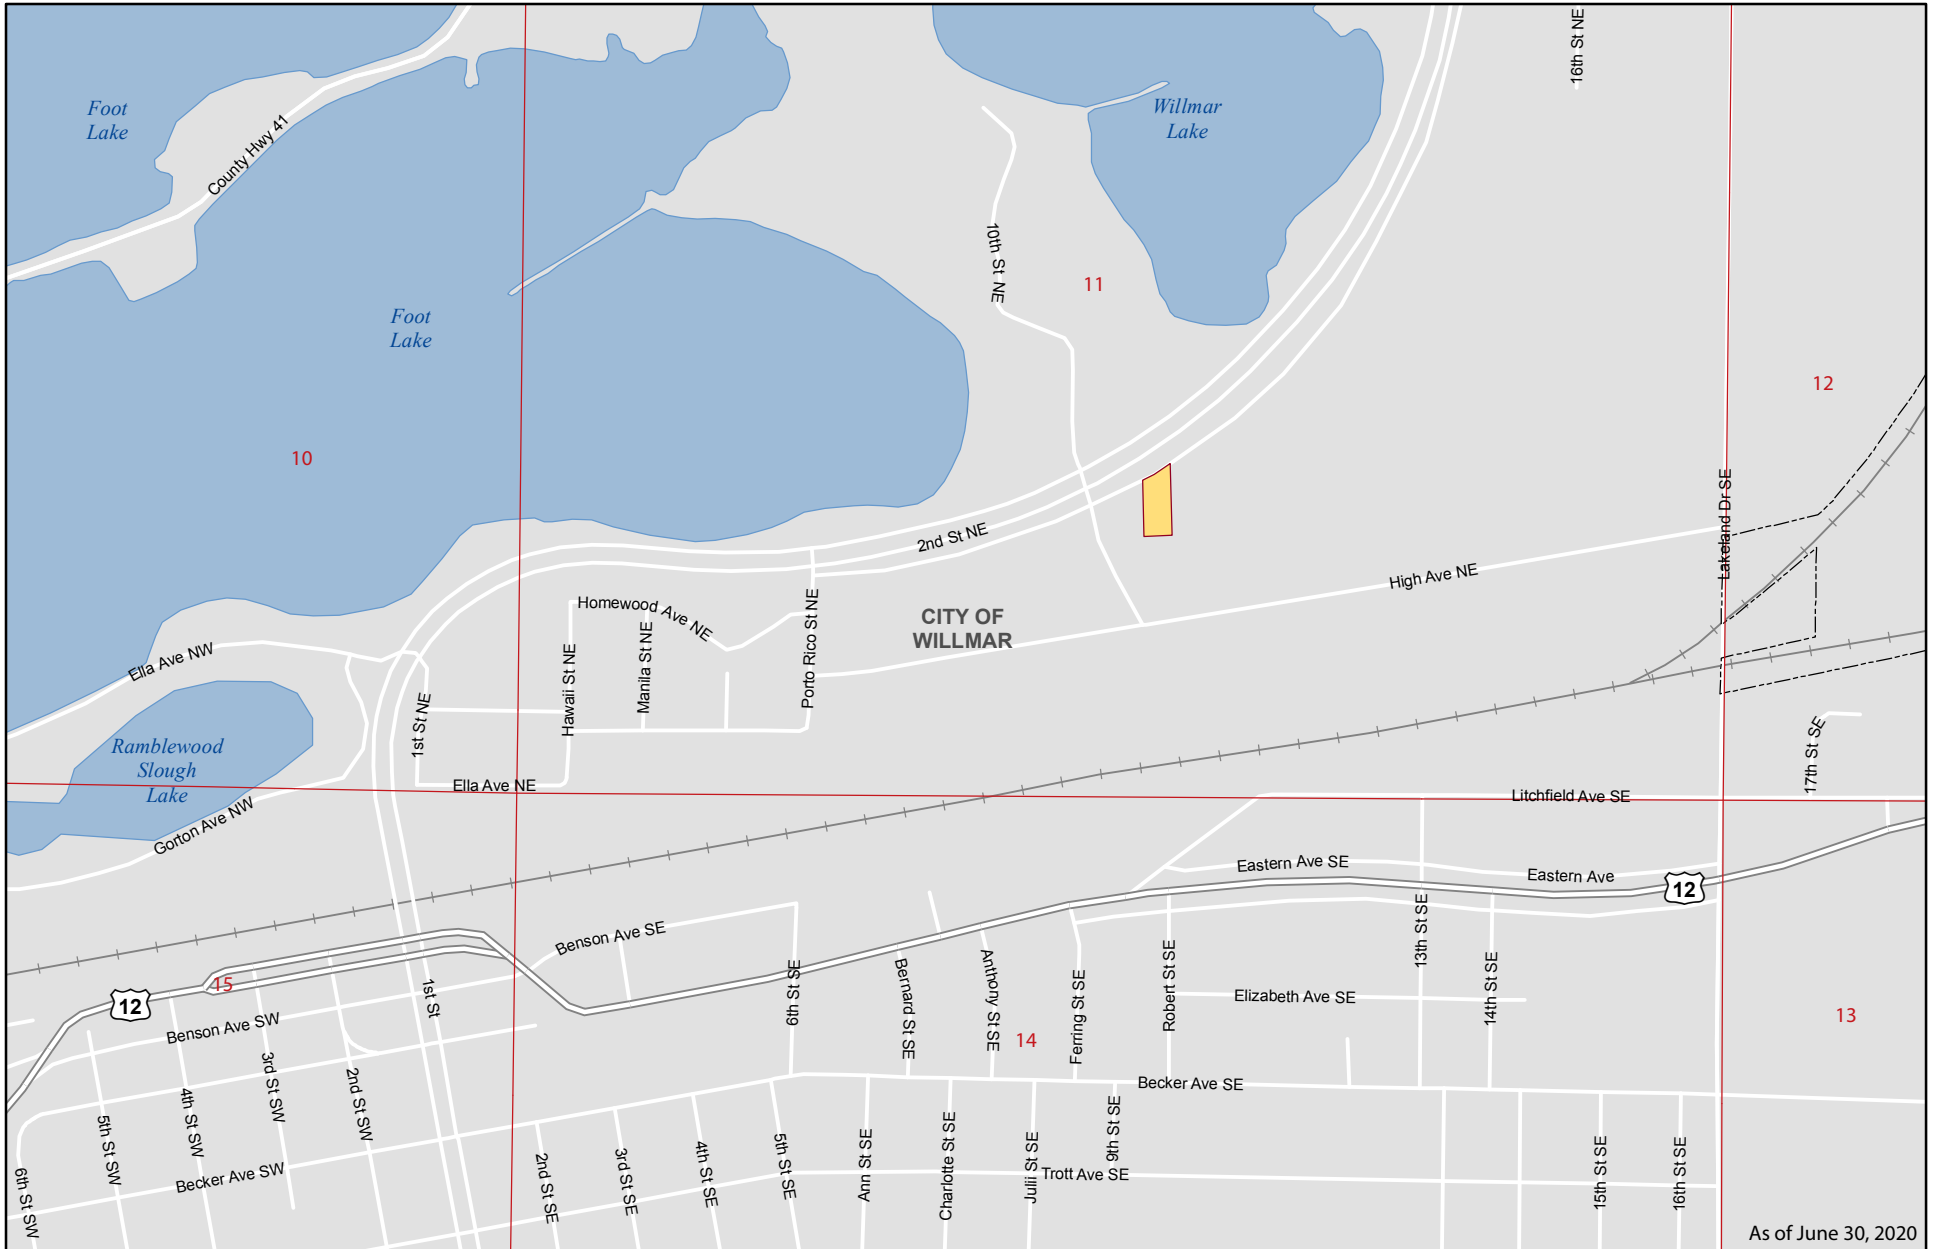 16th St NE
Foot
Lake
Willmar
Lake
County Hwy 41
10th St NE
11
Foot
Lake
12
10
Lakeland Dr SE
2nd St NE
High Ave NE
Homewood Ave NE
CITY OF
WILLMAR
Manila St NE
Porto Rico St NE
Hawaii St NE
Ella Ave NW
1st St NE
Ramblewood
Slough
Lake
17th St SE
Ella Ave NE
Litchfield Ave SE
Gorton Ave NW
Eastern Ave SE
Eastern Ave
12
13th St SE
Benson Ave SE
15
12
1st St
6th St SE
Bernard St SE
Anthony St SE
Ferring St SE
Robert St SE
Elizabeth Ave SE
14th St SE
13
Benson Ave SW
14
3rd St SW
2nd St SW
4th St SW
5th St SW
6th St SW
Becker Ave SE
Becker Ave SW
2nd St SE
3rd St SE
4th St SE
5th St SE
Ann St SE
Charlotte St SE
Julii St SE
9th St SE
Trott Ave SE
15th St SE
16th St SE
As of June 30, 2020